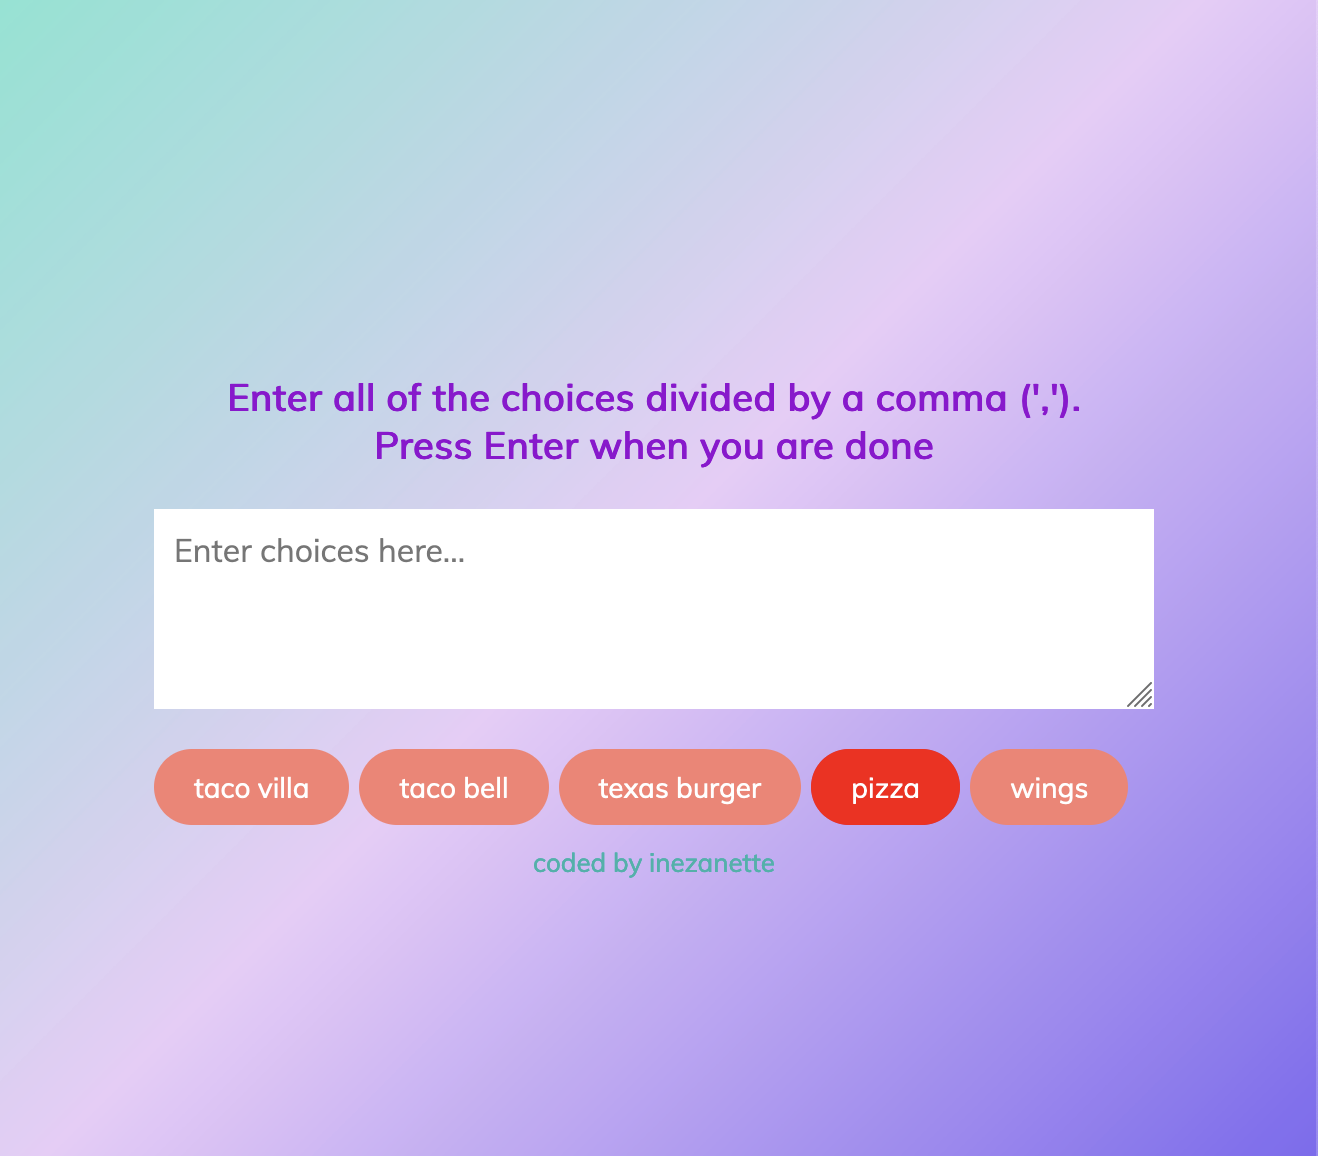 Enter all of the choices divided by a comma (',').
Press Enter when you are done
Enter choices here...
taco villa taco bell texas burger pizza wings
coded by inezanette